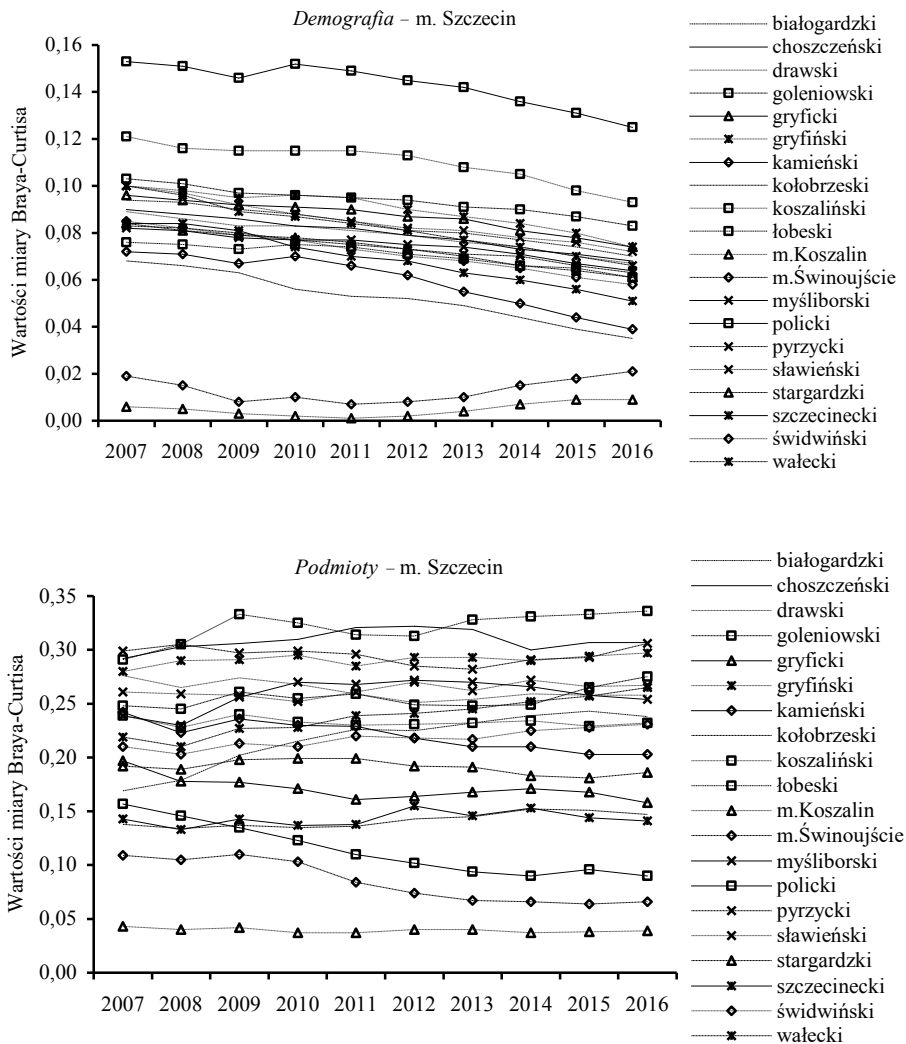 Demografia – m. Szczecin
Wartości miary Braya-Curtisa
0,16
0,14
0,12
0,10
0,08
0,06
0,04
0,02
0,00
2007 2008 2009 2010 2011 2012 2013 2014 2015 2016
białogardzki
choszczeński
drawski
goleniowski
gryficki
gryfiński
kamieński
kołobrzeski
koszaliński
łobeski
m.Koszalin
m.Świnoujście
myśliborski
policki
pyrzycki
sławieński
stargardzki
szczecinecki
świdwiński
wałecki
Podmioty – m. Szczecin
Wartości miary Braya-Curtisa
0,35
0,30
0,25
0,20
0,15
0,10
0,05
0,00
2007 2008 2009 2010 2011 2012 2013 2014 2015 2016
białogardzki
choszczeński
drawski
goleniowski
gryficki
gryfiński
kamieński
kołobrzeski
koszaliński
łobeski
m.Koszalin
m.Świnoujście
myśliborski
policki
pyrzycki
sławieński
stargardzki
szczecinecki
świdwiński
wałecki